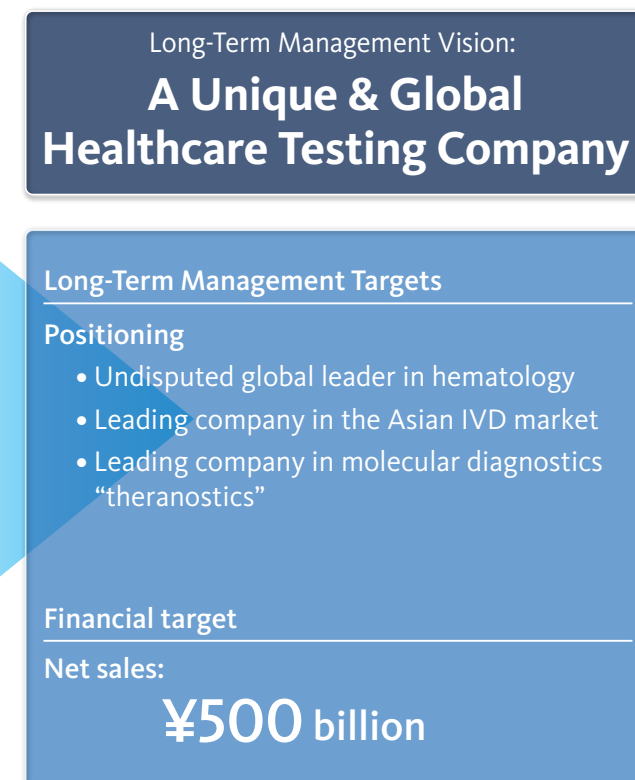 Long-Term Management Vision:
A Unique & Global
Healthcare Testing Company
Long-Term Management Targets
Positioning
• Undisputed global leader in hematology
• Leading company in the Asian IVD market
• Leading company in molecular diagnostics
“theranostics”
Financial target
Net sales:
¥500 billion